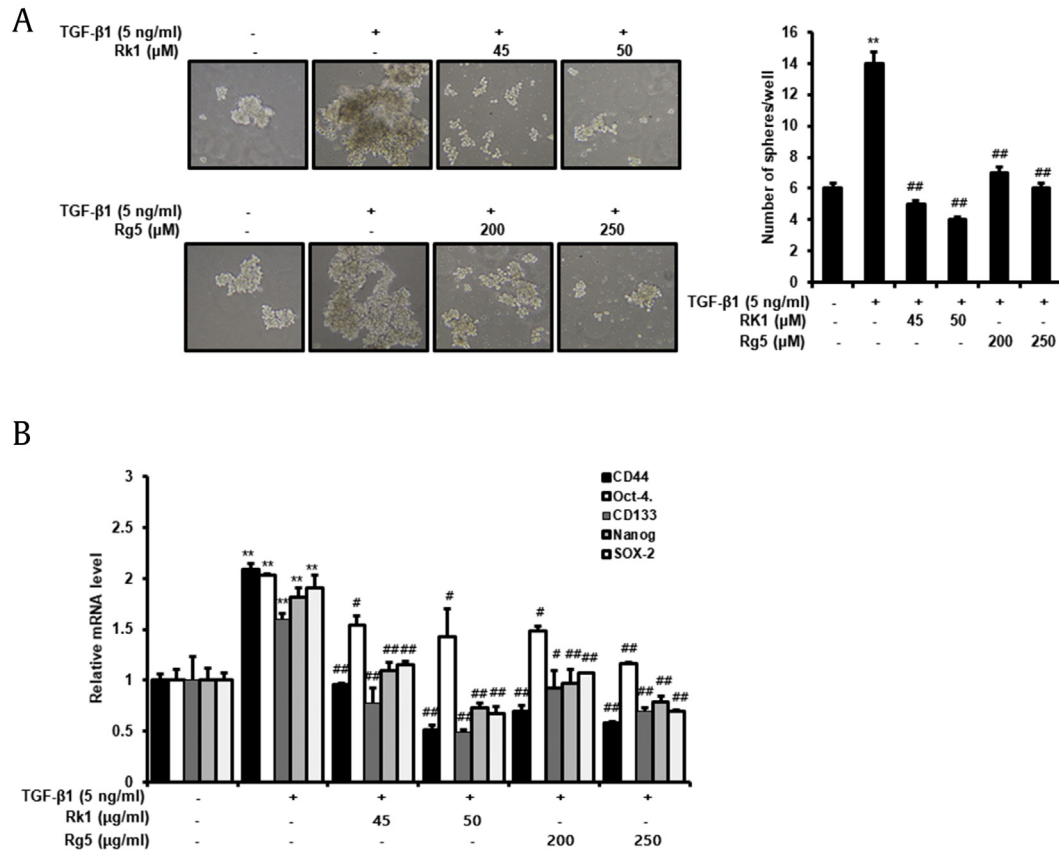 A
TGF-β1 (5 ng/ml) - + + +
Rk1 (μM) - - 45 50
TGF-β1 (5 ng/ml) - + + +
Rg5 (μM) - - 200 250
Number of spheres/well
16
14
12
10
8
6
4
2
0
**
##
##
##
##
TGF-β1 (5 ng/ml) - + + + + +
RK1 (μM) - - 45 50 - -
Rg5 (μM) - - - - 200 250
B
Relative mRNA level
3
2.5
2
1.5
1
0.5
0
CD44
Oct-4.
CD133
Nanog
SOX-2
** ** ** ** **
## # ## ## ##
## # ## ## ##
## # # ## ##
## ## ## ## ##
TGF-β1 (5 ng/ml) - + + + + +
Rk1 (μg/ml) - - 45 50 - -
Rg5 (μg/ml) - - - - 200 250